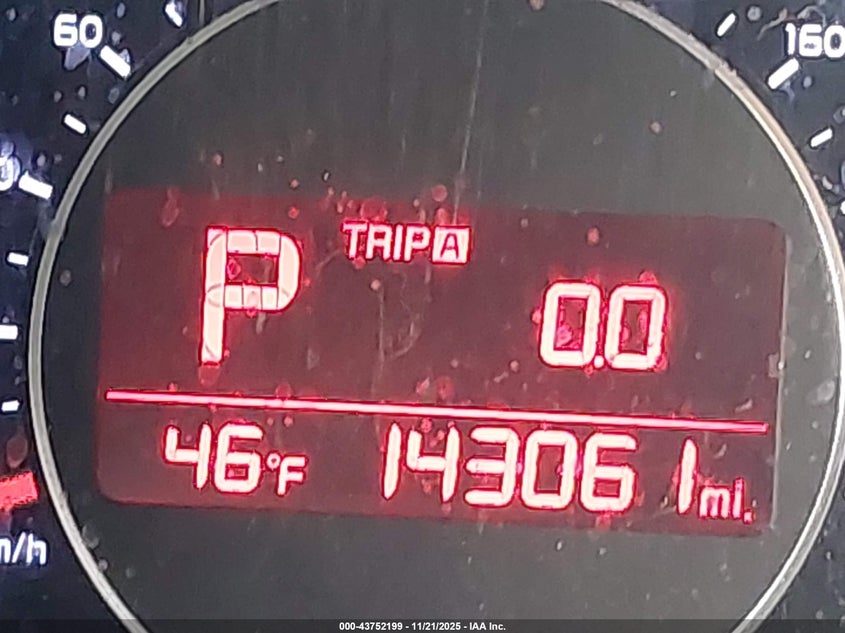 60
160
TRIP A
P
0.0
46°F 143061 mi.
m/h
000-43752199 - 11/21/2025 - IAA Inc.